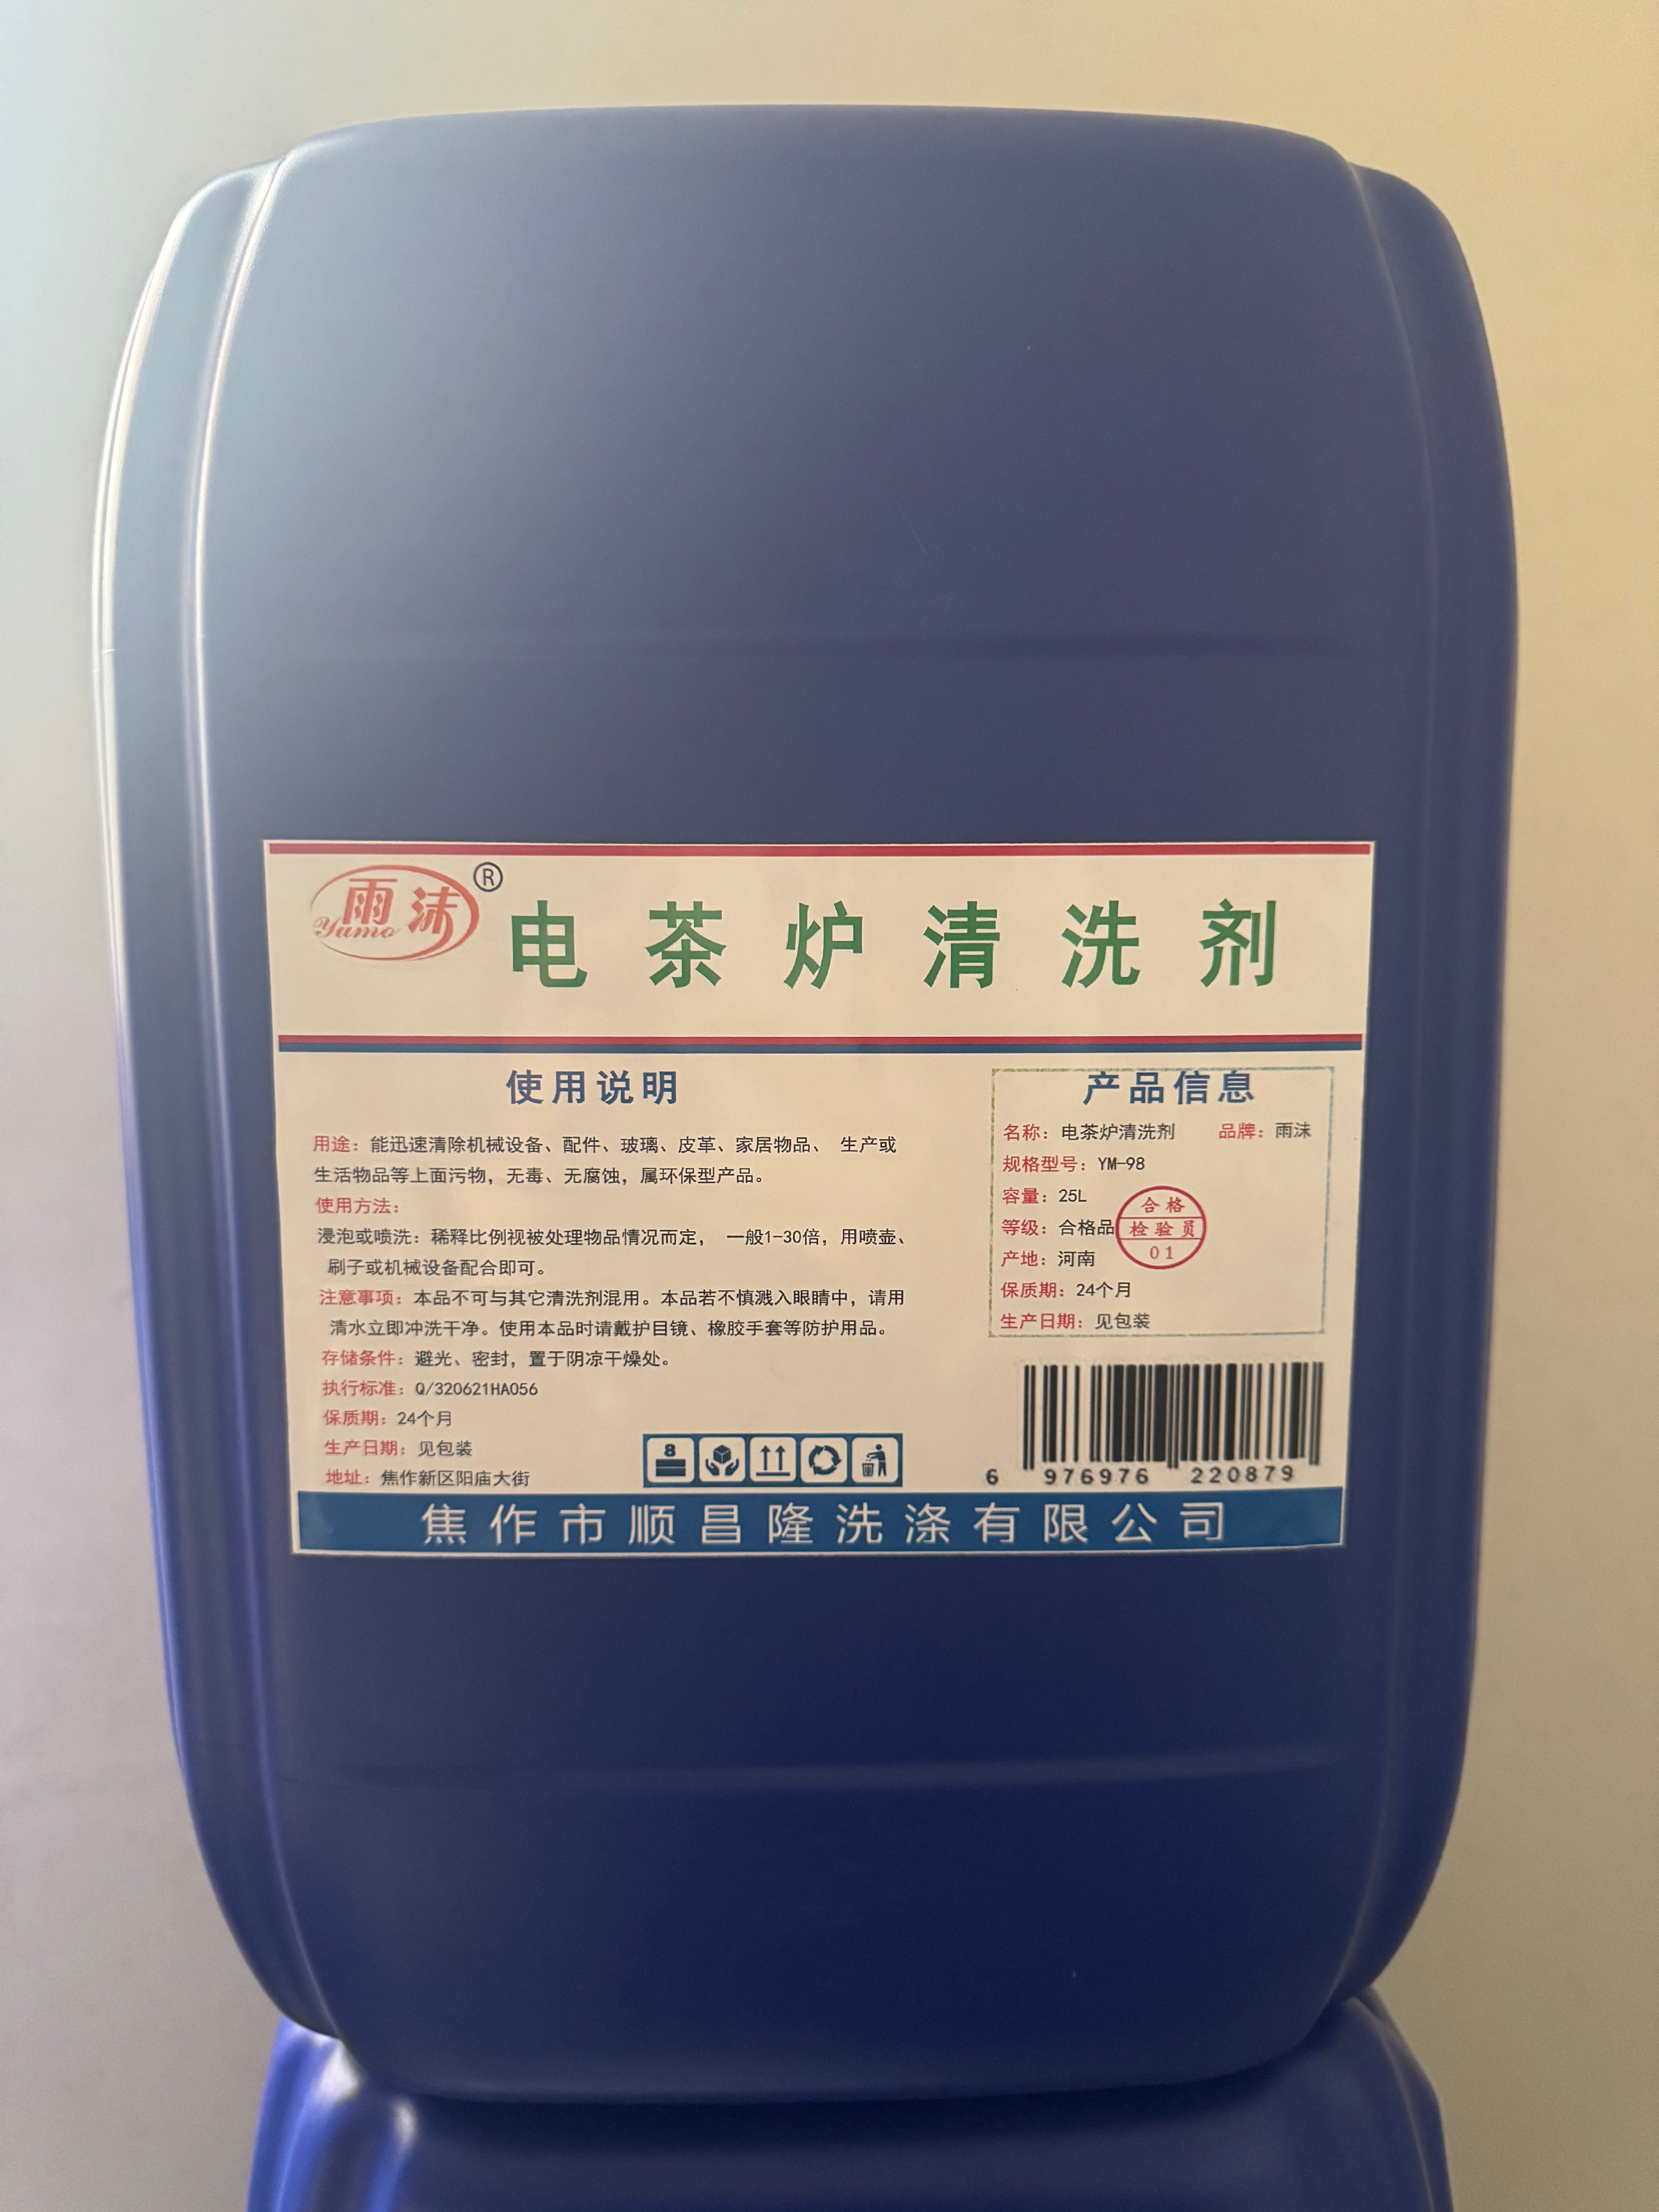 雨沫
Yumo
®
电茶炉清洗剂
使用说明
用途：能迅速清除机械设备、配件、玻璃、皮革、家居物品、 生产或
生活物品等上面污物，无毒、无腐蚀，属环保型产品。
使用方法：
浸泡或喷洗：稀释比例视被处理物品情况而定， 一般1-30倍，用喷壶、
刷子或机械设备配合即可。
注意事项：本品不可与其它清洗剂混用。本品若不慎溅入眼睛中，请用
清水立即冲洗干净。使用本品时请戴护目镜、橡胶手套等防护用品。
存储条件：避光、密封，置于阴凉干燥处。
执行标准：Q/320621HA056
保质期：24个月
生产日期：见包装
地址：焦作新区阳庙大街
8
产品信息
名称：电茶炉清洗剂 品牌：雨沫
规格型号：YM-98
容量：25L
等级：合格品
产地：河南
保质期：24个月
生产日期：见包装
合格
检验员
01
6 976976 220879
焦作市顺昌隆洗涤有限公司